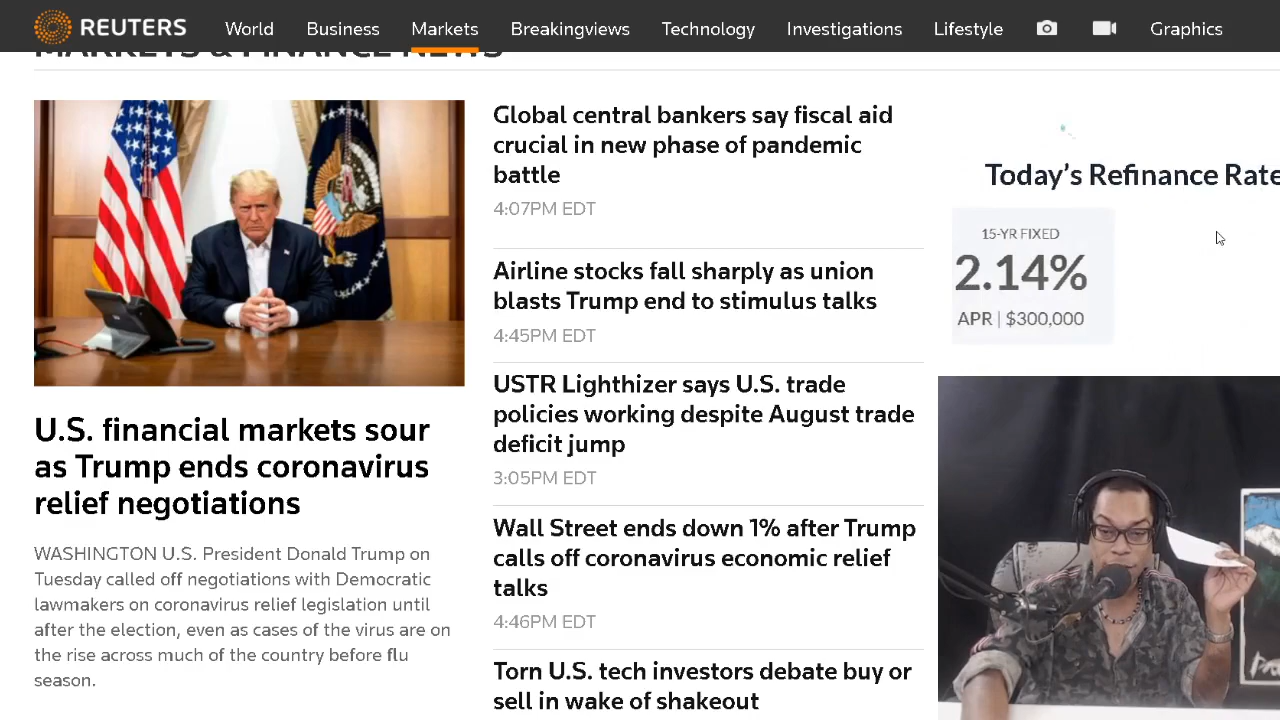 REUTERS World Business Markets Breakingviews Technology Investigations Lifestyle Graphics
MARKETS & FINANCE NEWS
U.S. financial markets sour
as Trump ends coronavirus
relief negotiations
WASHINGTON U.S. President Donald Trump on
Tuesday called off negotiations with Democratic
lawmakers on coronavirus relief legislation until
after the election, even as cases of the virus are on
the rise across much of the country before flu
season.
Global central bankers say fiscal aid
crucial in new phase of pandemic
battle
4:07PM EDT
Airline stocks fall sharply as union
blasts Trump end to stimulus talks
4:45PM EDT
USTR Lighthizer says U.S. trade
policies working despite August trade
deficit jump
3:05PM EDT
Wall Street ends down 1% after Trump
calls off coronavirus economic relief
talks
4:46PM EDT
Torn U.S. tech investors debate buy or
sell in wake of shakeout
Today's Refinance Rate
15-YR FIXED
2.14%
APR | $300,000